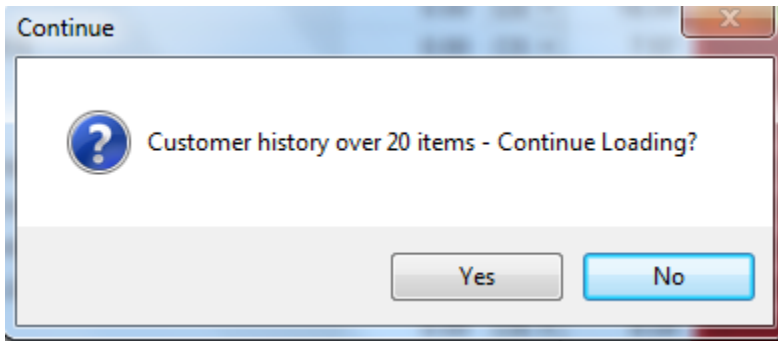 Continue
Customer history over 20 items - Continue Loading?
Yes
No